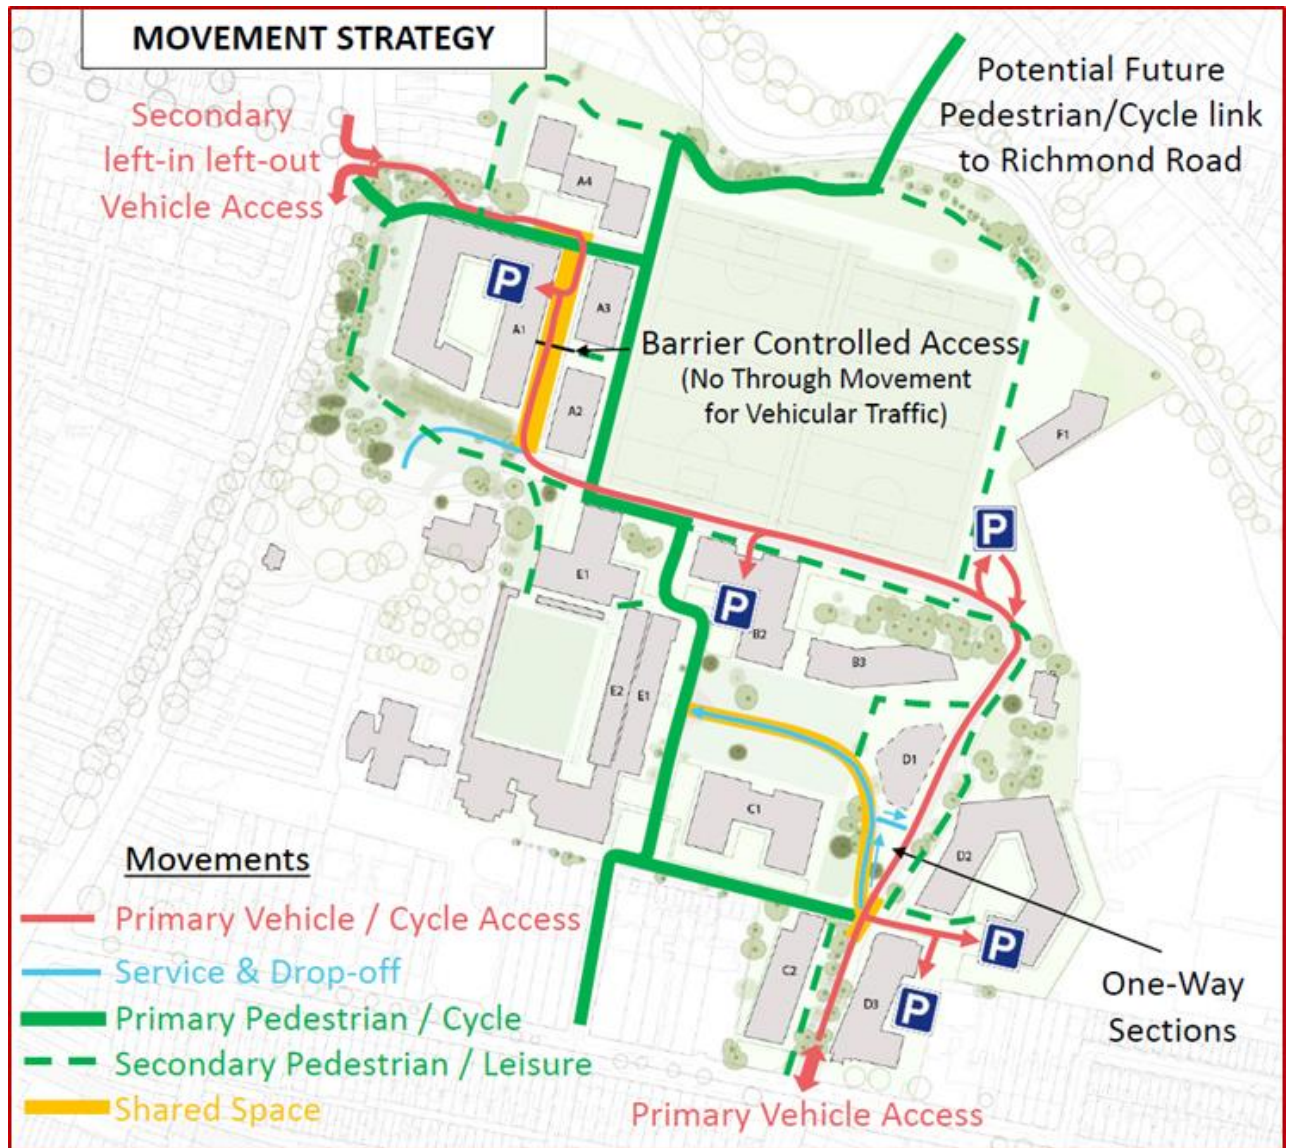 MOVEMENT STRATEGY
Potential Future
Pedestrian/Cycle link
to Richmond Road
Secondary
left-in left-out
Vehicle Access
A4
P
A3
A1
Barrier Controlled Access
(No Through Movement
for Vehicular Traffic)
A2
F1
P
E1
P
B2
B3
E2
E1
D1
C1
D2
Movements
Primary Vehicle / Cycle Access
Service & Drop-off
Primary Pedestrian / Cycle
Secondary Pedestrian / Leisure
Shared Space
P
C2
D3
P
One-Way
Sections
Primary Vehicle Access